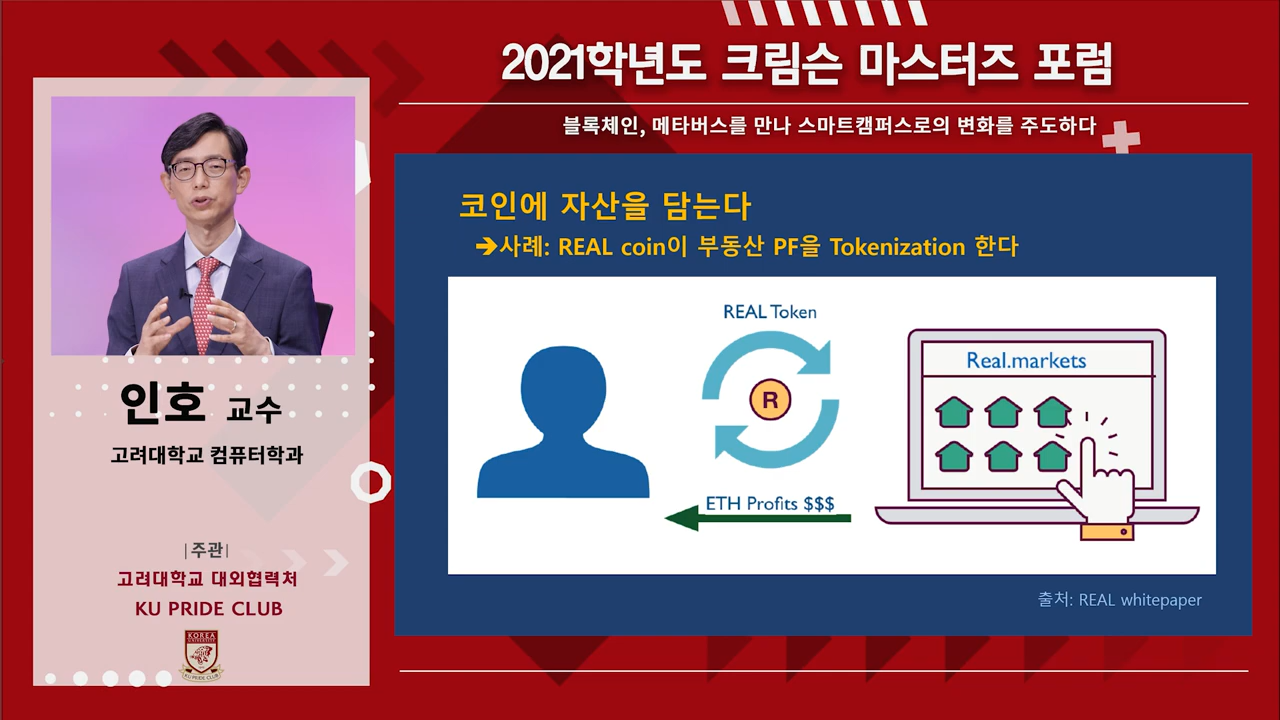 2021학년도 크림슨 마스터즈 포럼
블록체인, 메타버스를 만나 스마트캠퍼스로의 변화를 주도하다
인호 교수
고려대학교 컴퓨터학과
|주관|
고려대학교 대외협력처
KU PRIDE CLUB
KOREA
UNIVERSITY
KU PRIDE CLUB
코인에 자산을 담는다
➔사례: REAL coin이 부동산 PF을 Tokenization 한다
REAL Token
R
ETH Profits $$$
Real.markets
출처: REAL whitepaper